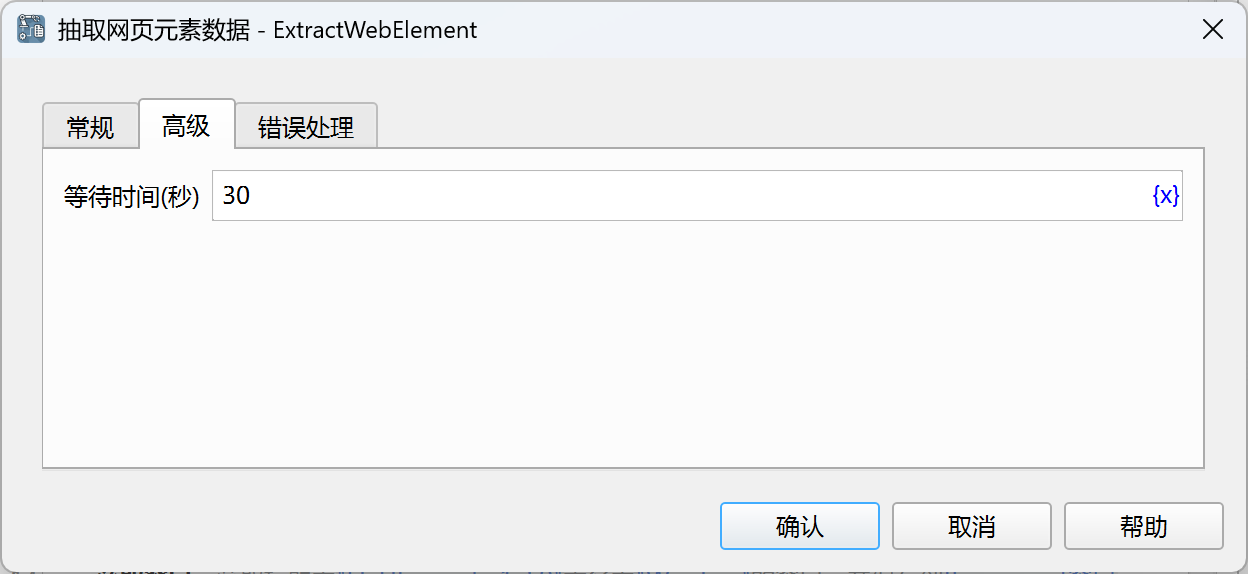 抽取网页元素数据 - ExtractWebElement
常规 高级 错误处理
等待时间(秒) 30 {x}
确认 取消 帮助